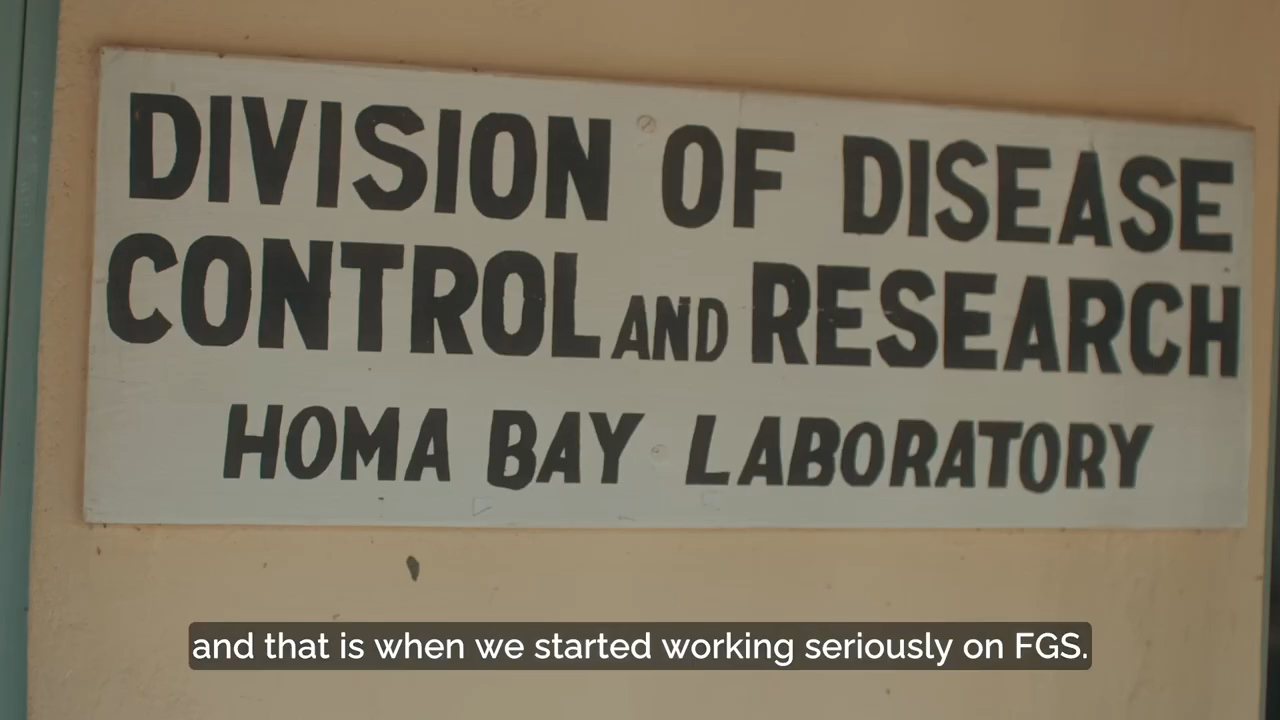 DIVISION OF DISEASE
CONTROL AND RESEARCH
HOMA BAY LABORATORY
and that is when we started working seriously on FGS.